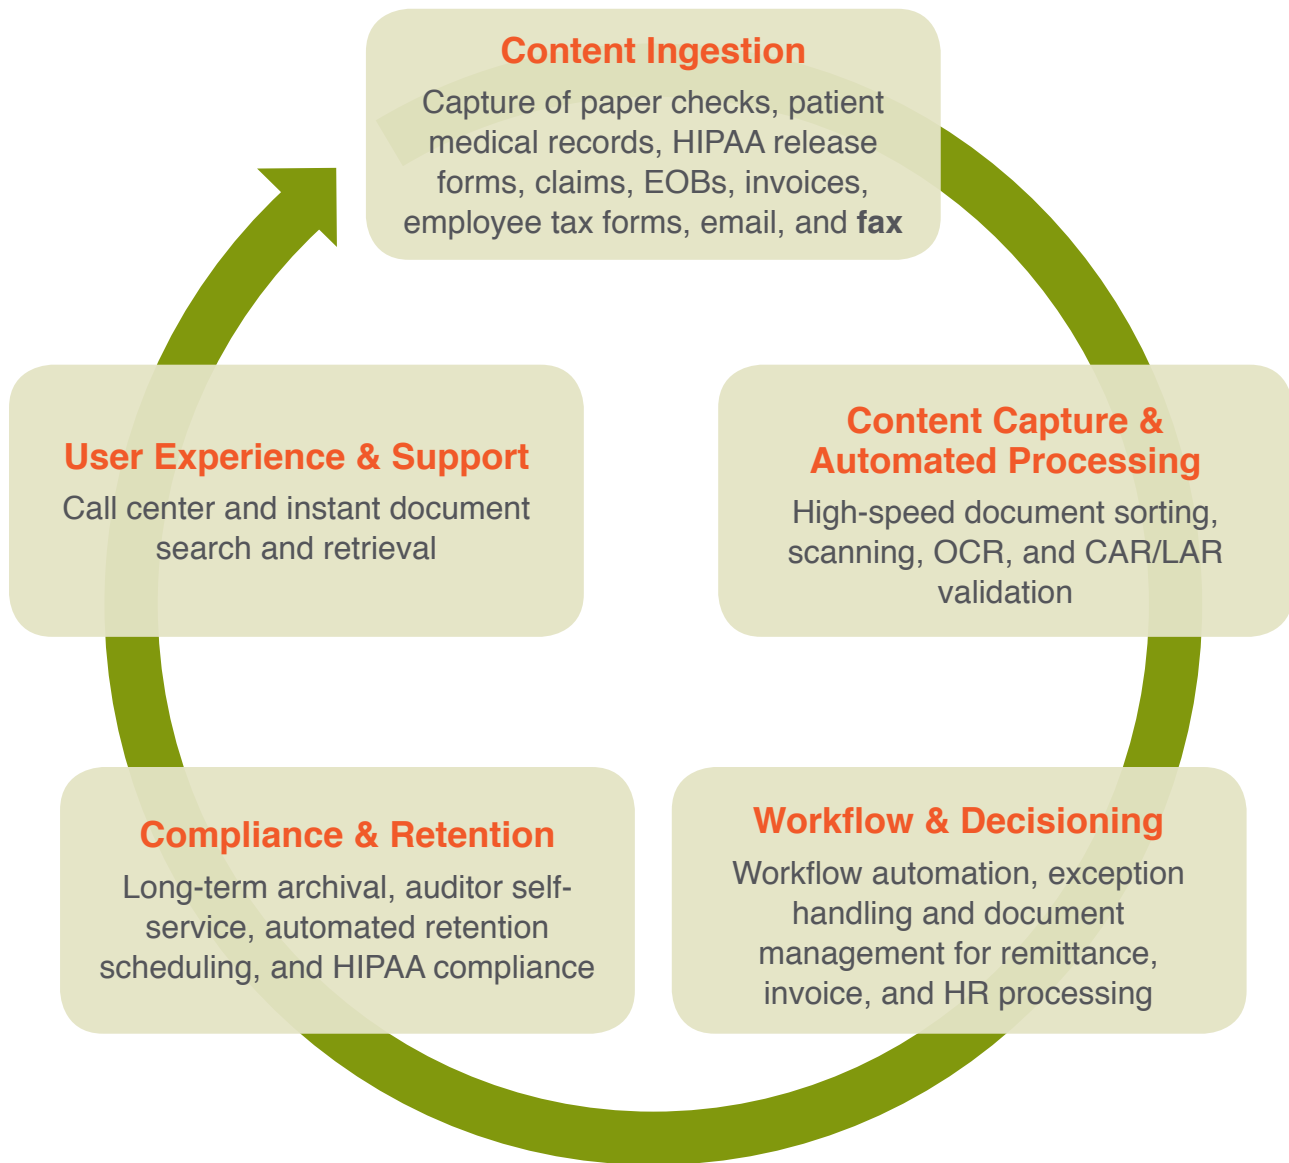 Content Ingestion
Capture of paper checks, patient
medical records, HIPAA release
forms, claims, EOBs, invoices,
employee tax forms, email, and fax
Content Capture &
Automated Processing
High-speed document sorting,
scanning, OCR, and CAR/LAR
validation
Workflow & Decisioning
Workflow automation, exception
handling and document
management for remittance,
invoice, and HR processing
Compliance & Retention
Long-term archival, auditor self-
service, automated retention
scheduling, and HIPAA compliance
User Experience & Support
Call center and instant document
search and retrieval